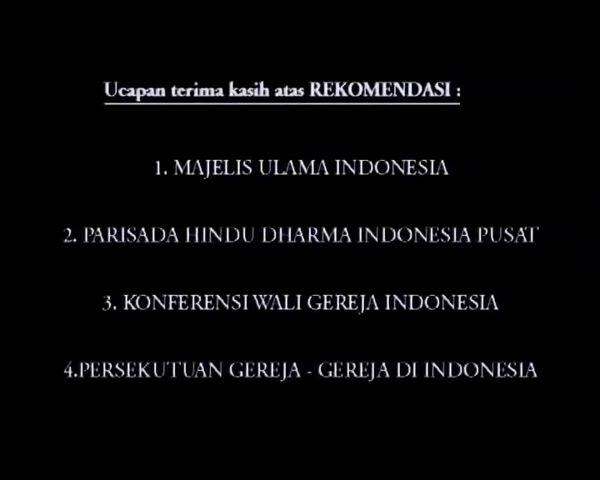 Ucapan terima kasih atas REKOMENDASI :
1. MAJELIS ULAMA INDONESIA
2. PARISADA HINDU DHARMA INDONESIA PUSAT
3. KONFERENSI WALI GEREJA INDONESIA
4.PERSEKUTUAN GEREJA - GEREJA DI INDONESIA